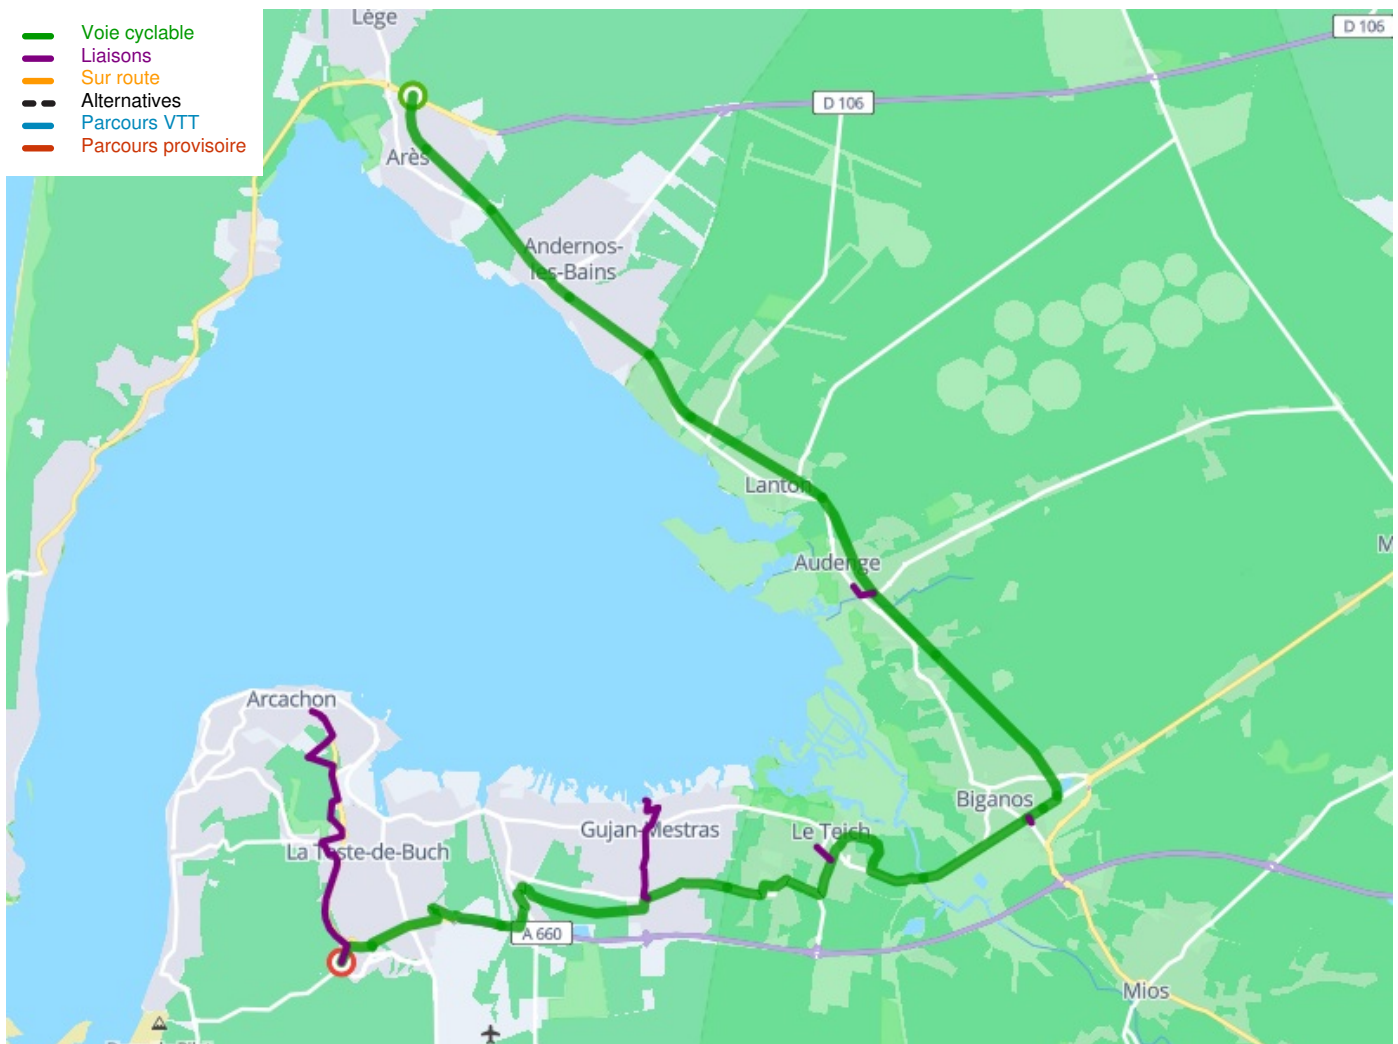 Voie cyclable
Liaisons
Sur route
Alternatives
Parcours VTT
Parcours provisoire
Lège
D 106
D 106
Arès
Andernos-
les-Bains
Lanton
Audenge
Arcachon
Biganos
Gujan-Mestras
Le Teich
La Teste-de-Buch
A 660
Mios